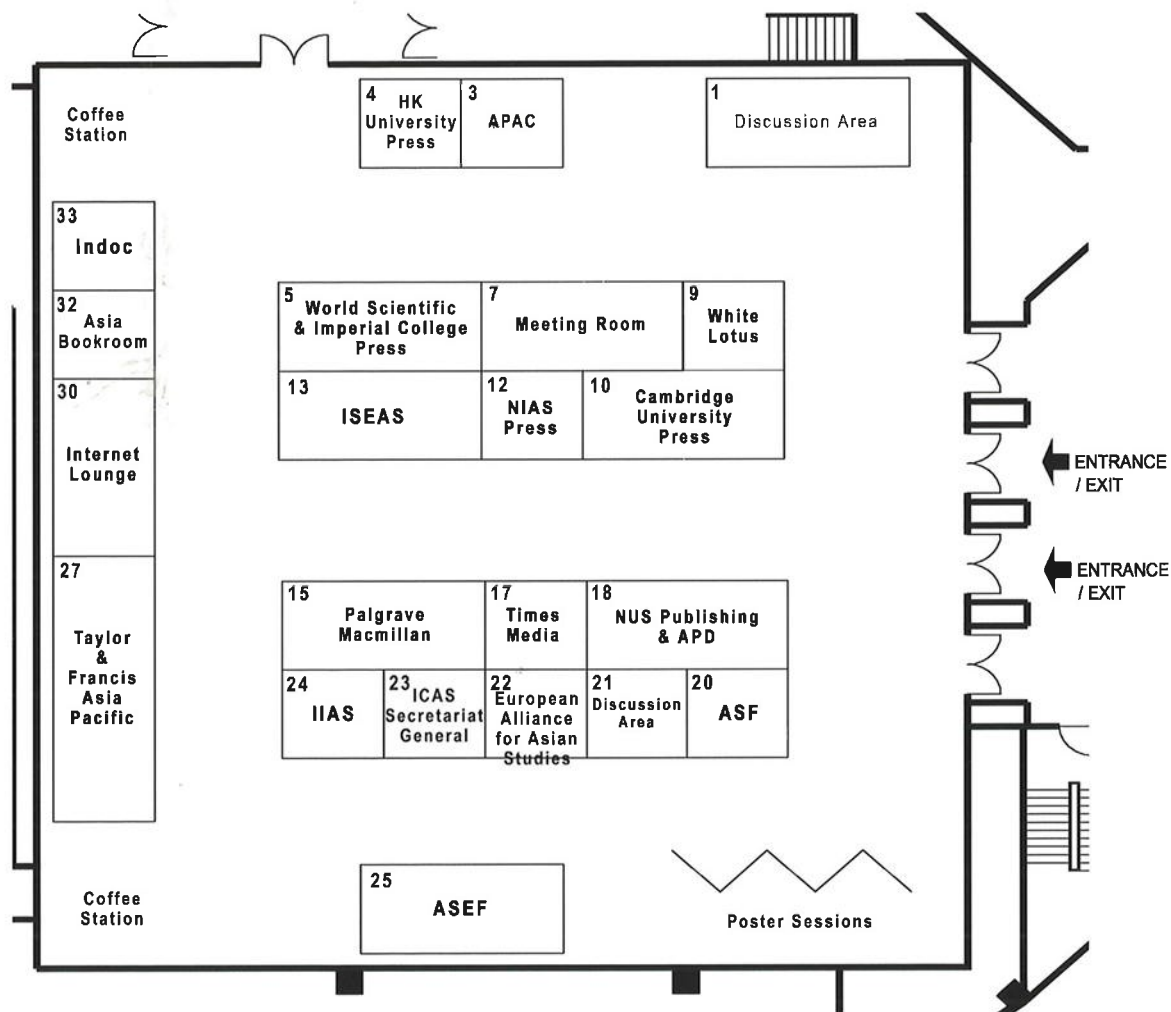 Coffee
Station
4
HK
University
Press
3
APAC
1
Discussion Area
33
Indoc
32
Asia
Bookroom
30
Internet
Lounge
27
Taylor
&
Francis
Asia
Pacific
5
World Scientific
& Imperial College
Press
7
Meeting Room
9
White
Lotus
13
ISEAS
12
NIAS
Press
10
Cambridge
University
Press
ENTRANCE
/ EXIT
ENTRANCE
/ EXIT
15
Palgrave
Macmillan
17
Times
Media
18
NUS Publishing
& APD
24
IIAS
23
ICAS
Secretariat
General
22
European
Alliance
for Asian
Studies
21
Discussion
Area
20
ASF
Coffee
Station
25
ASEF
Poster Sessions